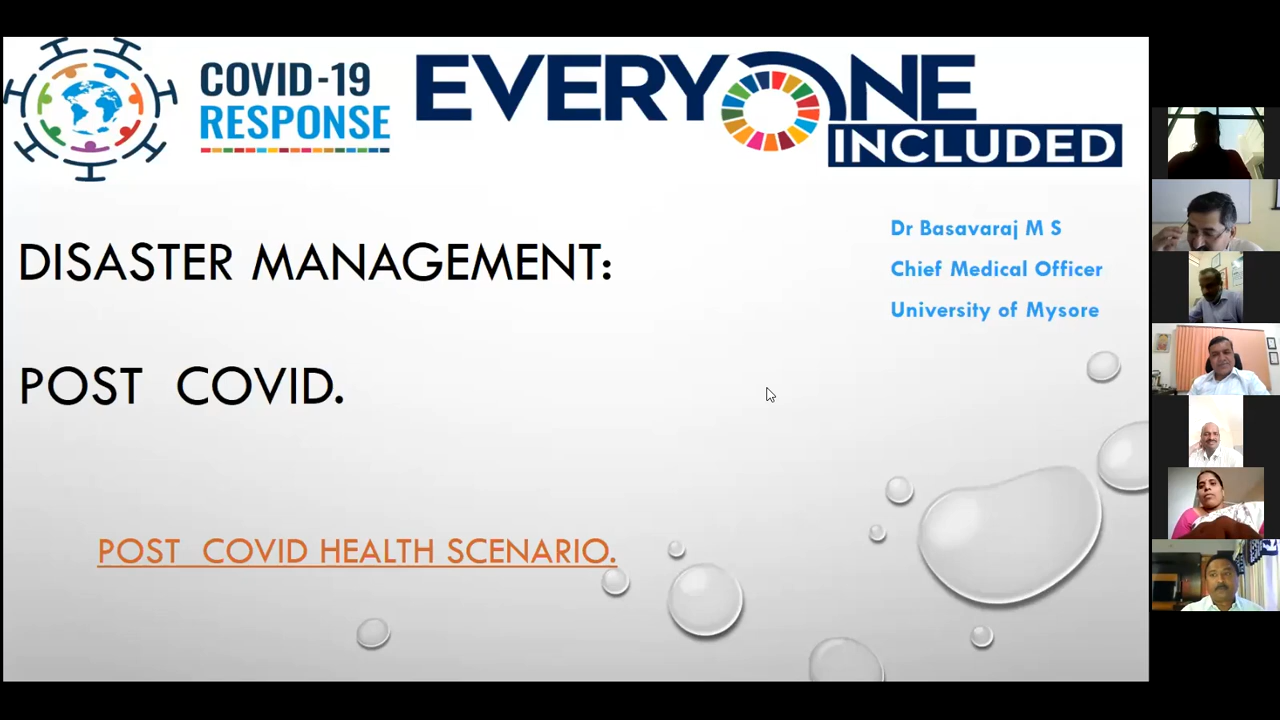 COVID-19
RESPONSE
EVERYONE
INCLUDED
Dr Basavaraj M S
Chief Medical Officer
University of Mysore
DISASTER MANAGEMENT:
POST COVID.
POST COVID HEALTH SCENARIO.